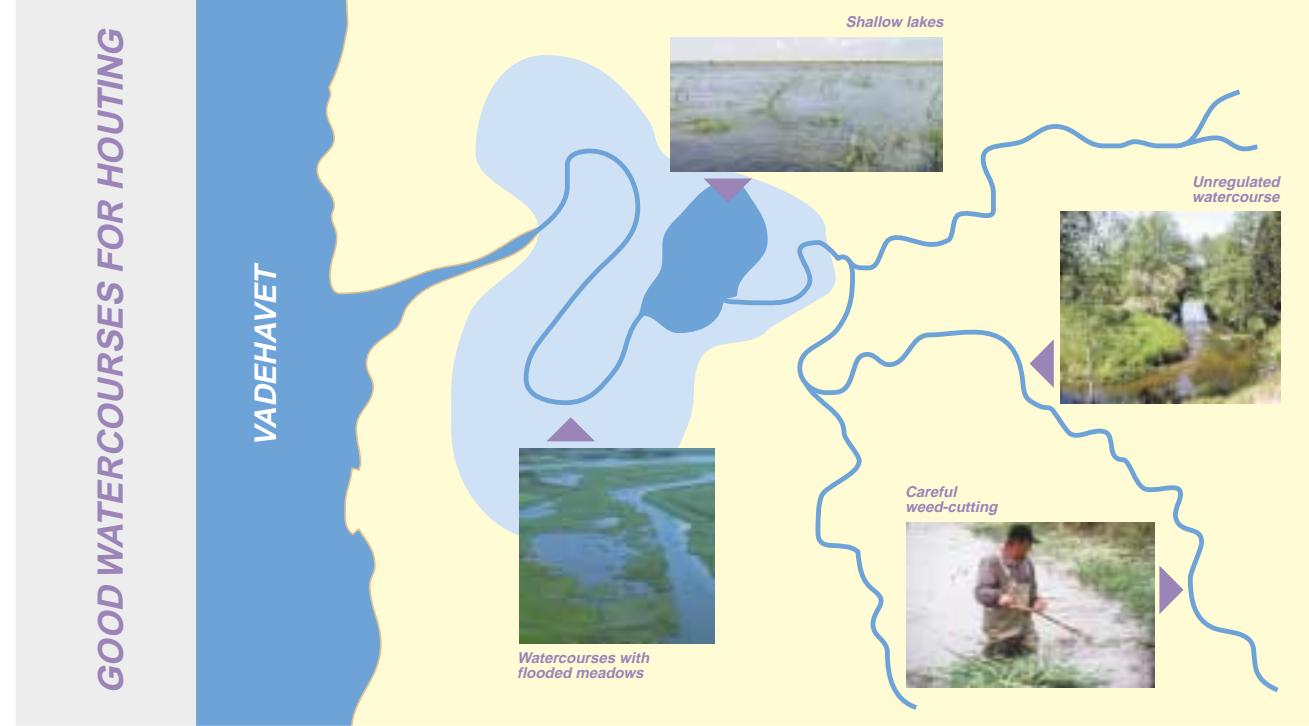 GOOD WATERCOURSES FOR HOUTING
VADEHAVET
Shallow lakes
Unregulated
watercourse
Careful
weed-cutting
Watercourses with
flooded meadows